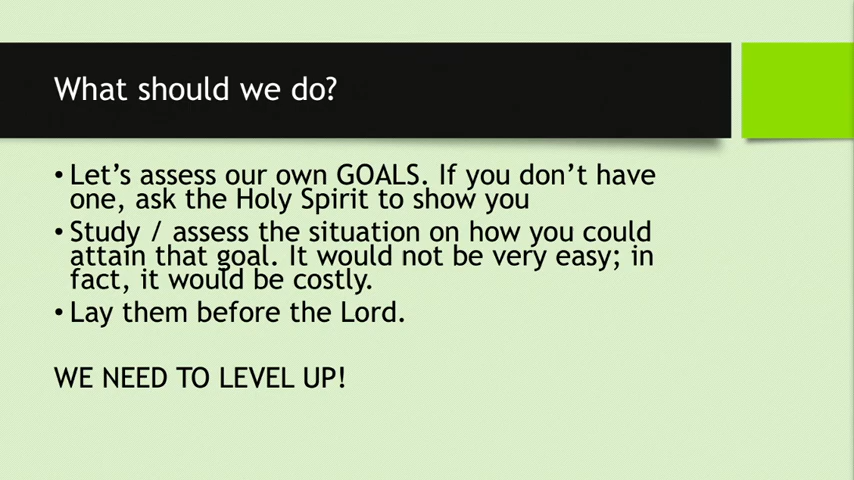 What should we do?
• Let’s assess our own GOALS. If you don’t have
one, ask the Holy Spirit to show you
• Study / assess the situation on how you could
attain that goal. It would not be very easy; in
fact, it would be costly.
• Lay them before the Lord.
WE NEED TO LEVEL UP!